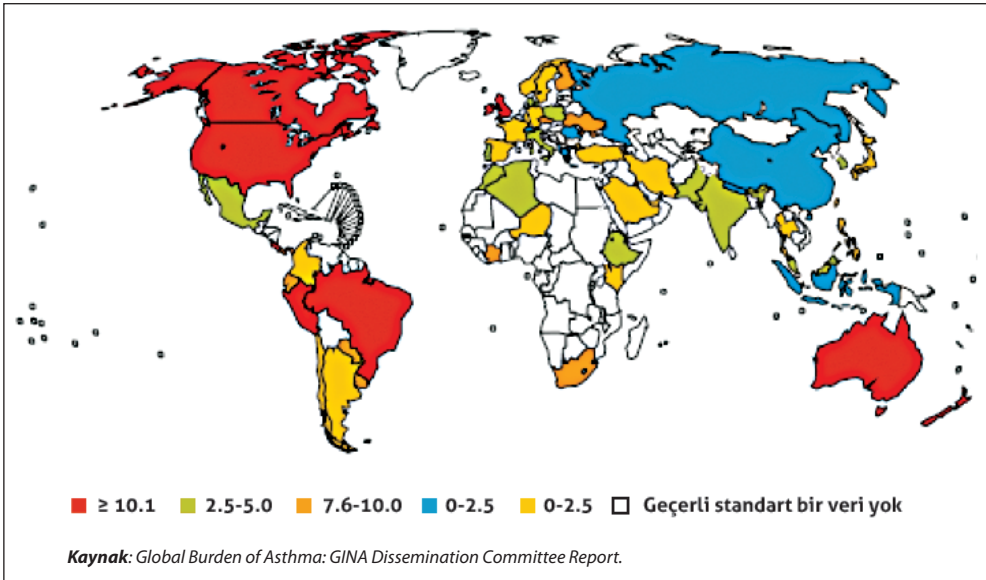 ≥ 10.1 2.5-5.0 7.6-10.0 0-2.5 0-2.5 Geçerli standart bir veri yok
Kaynak: Global Burden of Asthma: GINA Dissemination Committee Report.